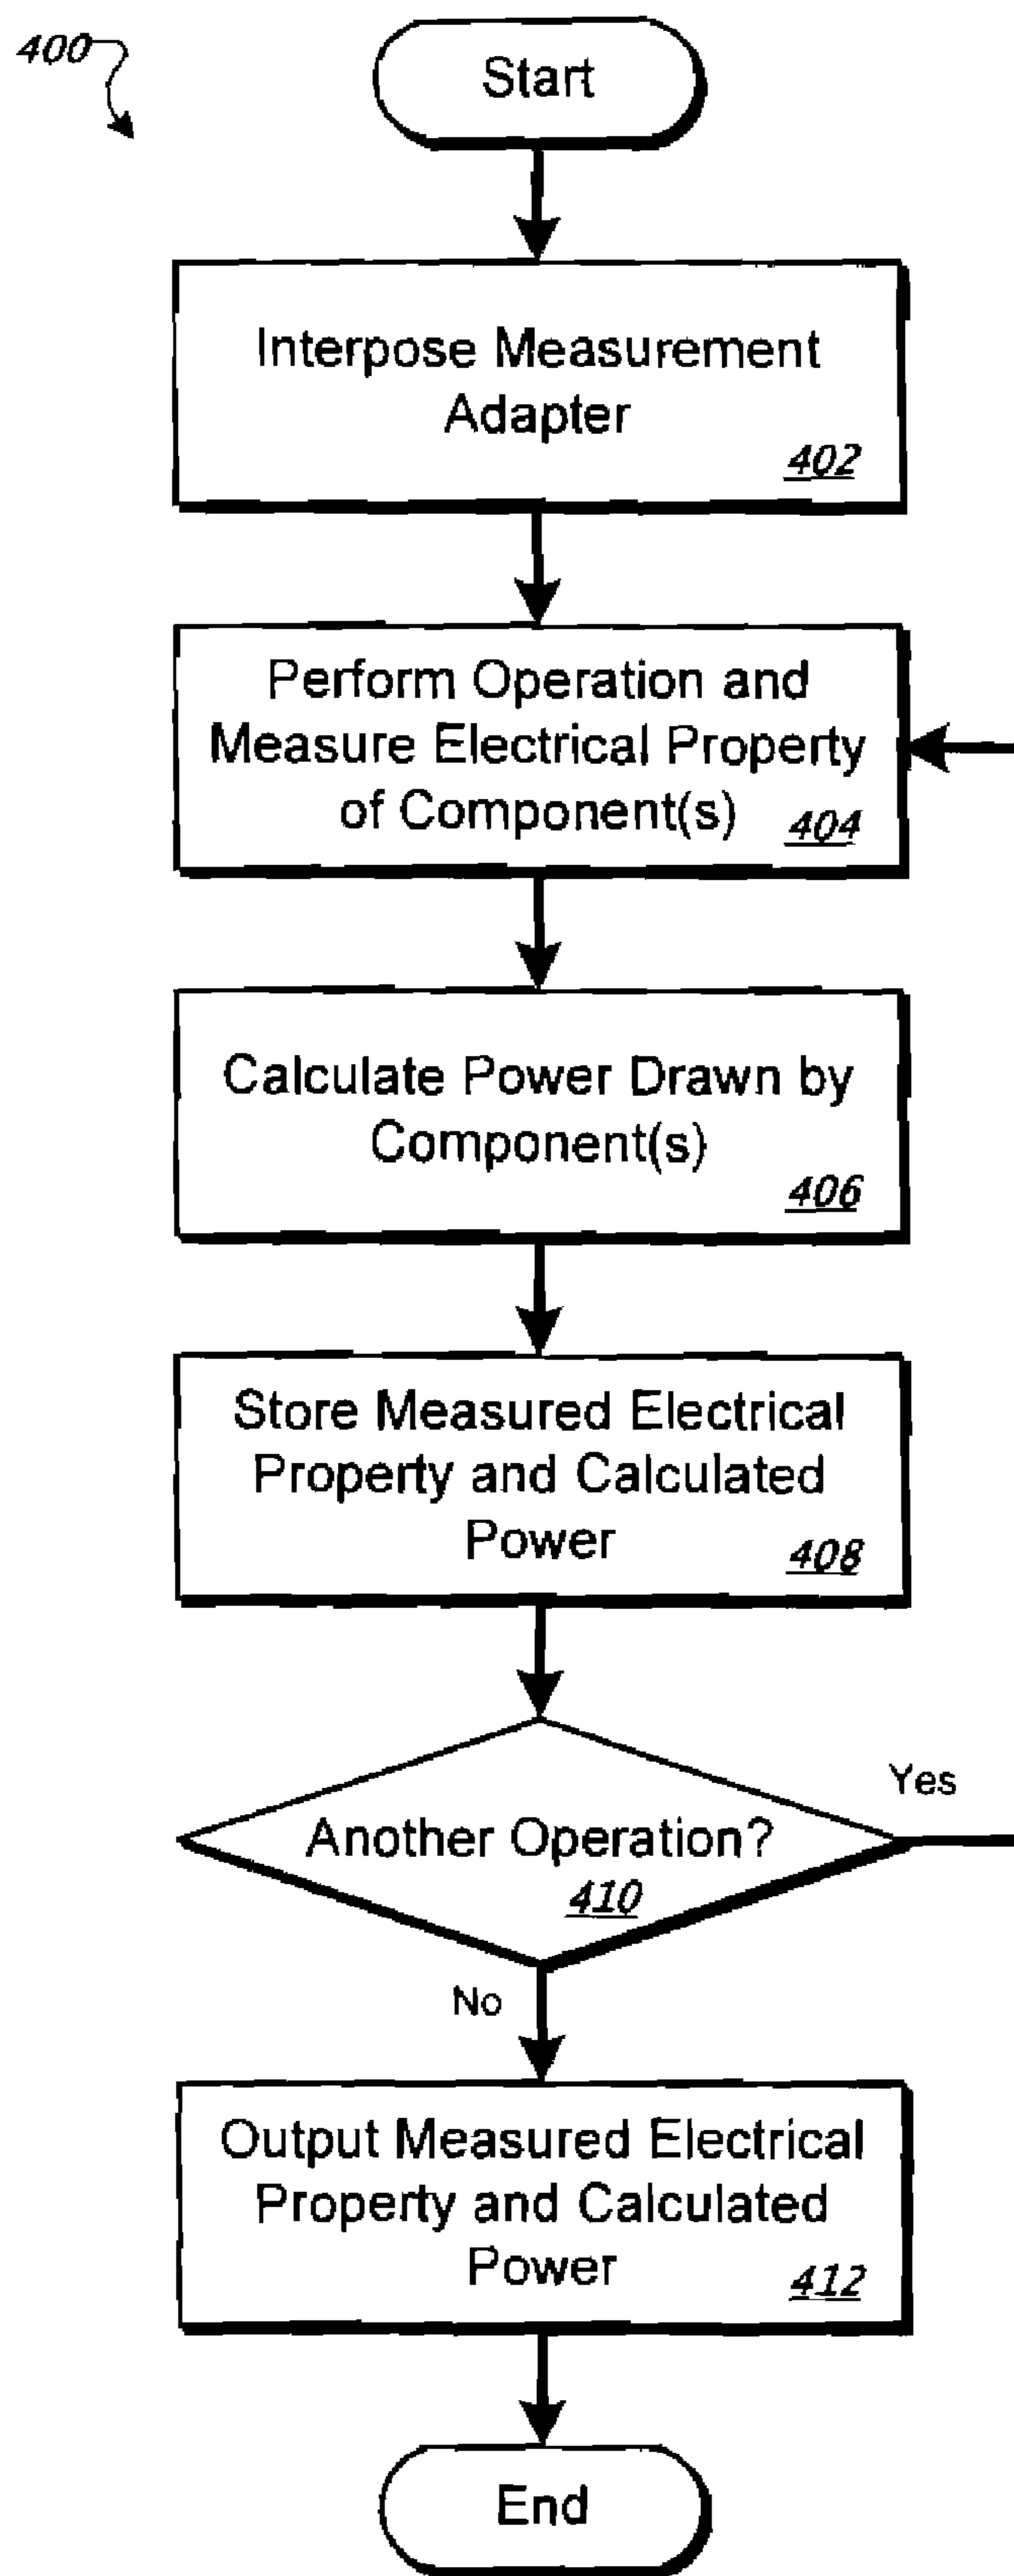 400
Start
Interpose Measurement
Adapter
402
Perform Operation and
Measure Electrical Property
of Component(s)
404
Calculate Power Drawn by
Component(s)
406
Store Measured Electrical
Property and Calculated
Power
408
Yes
Another Operation?
410
No
Output Measured Electrical
Property and Calculated
Power
412
End